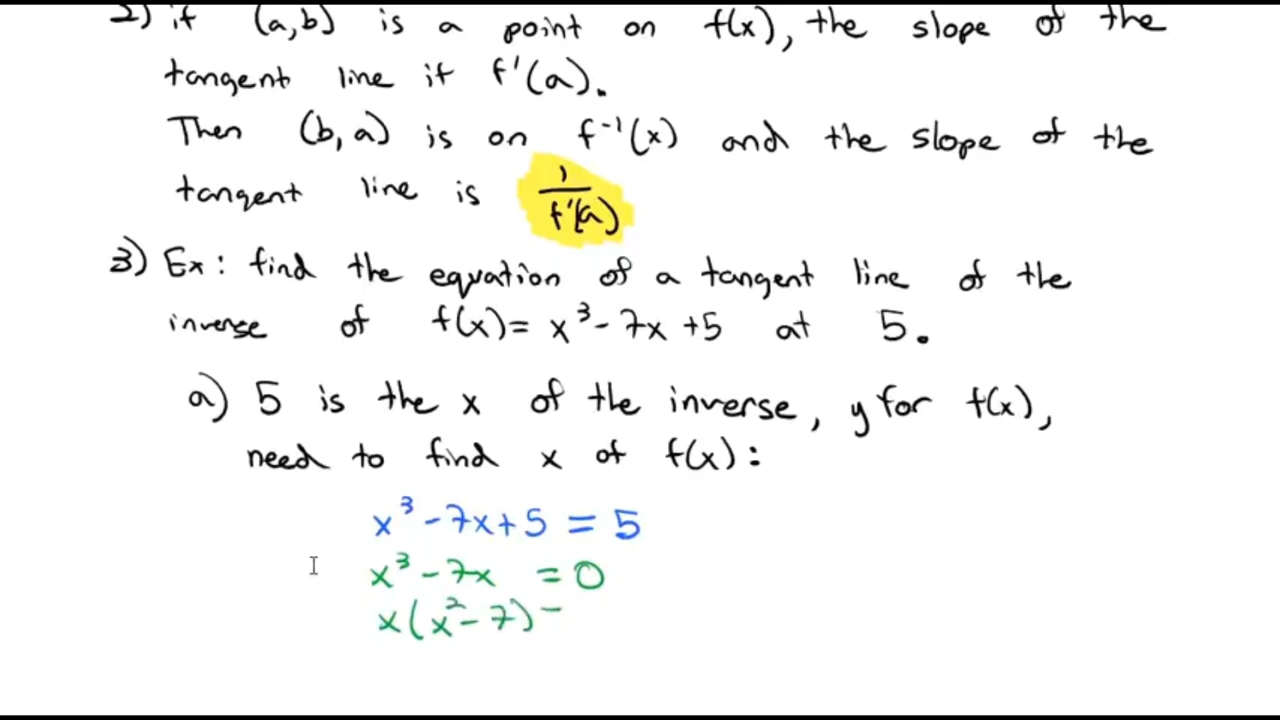 2) if (a,b) is a point on f(x), the slope of the
tangent line if f'(a).
Then (b,a) is on f⁻¹(x) and the slope of the
tangent line is 1/f'(a)
3) Ex: find the equation of a tangent line of the
inverse of f(x)= x³-7x+5 at 5.
a) 5 is the x of the inverse, y for f(x),
need to find x of f(x):
x³-7x+5 = 5
x³-7x = 0
x(x²-7) =